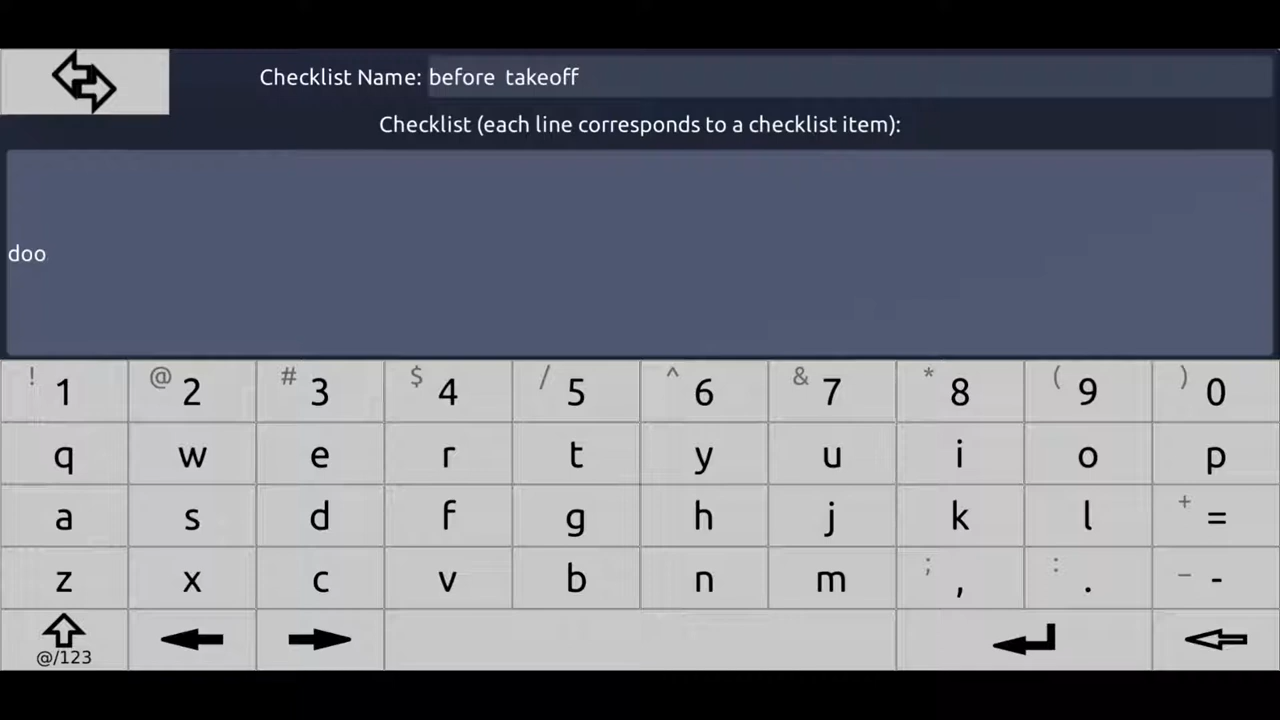 Checklist Name: before  takeoff
Checklist (each line corresponds to a checklist item):
doo
! 1 @ 2 # 3 $ 4 / 5 ^ 6 & 7 * 8 ( 9 ) 0
q w e r t y u i o p
a s d f g h j k l + =
z x c v b n m ; , : . _ -
@/123